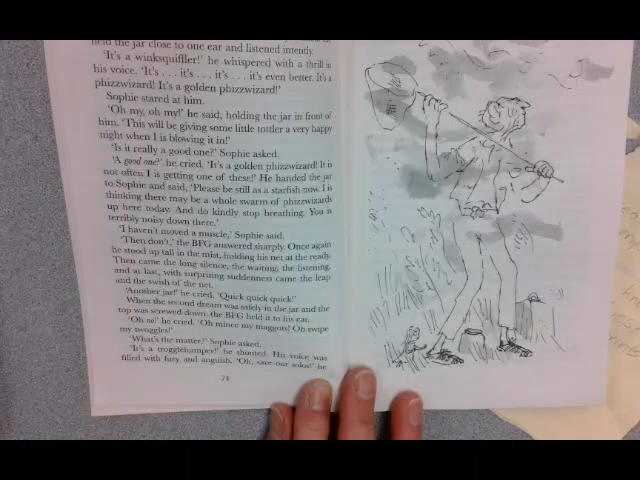 held the jar close to one ear and listened intently.
'It's a winksquiffler!' he whispered with a thrill in
his voice. 'It's . . . it's . . . it's . . . it's even better. It's a
phizzwizard! It's a golden phizzwizard!'
Sophie stared at him.
'Oh my, oh my!' he said, holding the jar in front of
him. 'This will be giving some little tottler a very happy
night when I is blowing it in!'
'Is it really a good one?' Sophie asked.
'A good one?' he cried. 'It's a golden phizzwizard! It is
not often I is getting one of these!' He handed the jar
to Sophie and said, 'Please be still as a starfish now. I is
thinking there may be a whole swarm of phizzwizards
up here today. And do kindly stop breathing. You is
terribly noisy down there.'
'I haven't moved a muscle,' Sophie said.
'Then don't,' the BFG answered sharply. Once again
he stood up tall in the mist, holding his net at the ready.
Then came the long silence, the waiting, the listening,
and at last, with surprising suddenness came the leap
and the swish of the net.
'Another jar!' he cried. 'Quick quick quick!'
When the second dream was safely in the jar and the
top was screwed down, the BFG held it to his ear.
'Oh no!' he cried. 'Oh mince my maggots! Oh swipe
my swoggles!'
'What's the matter?' Sophie asked.
'It's a trogglehumper!' he shouted. His voice was
filled with fury and anguish. 'Oh, save our solos!' he